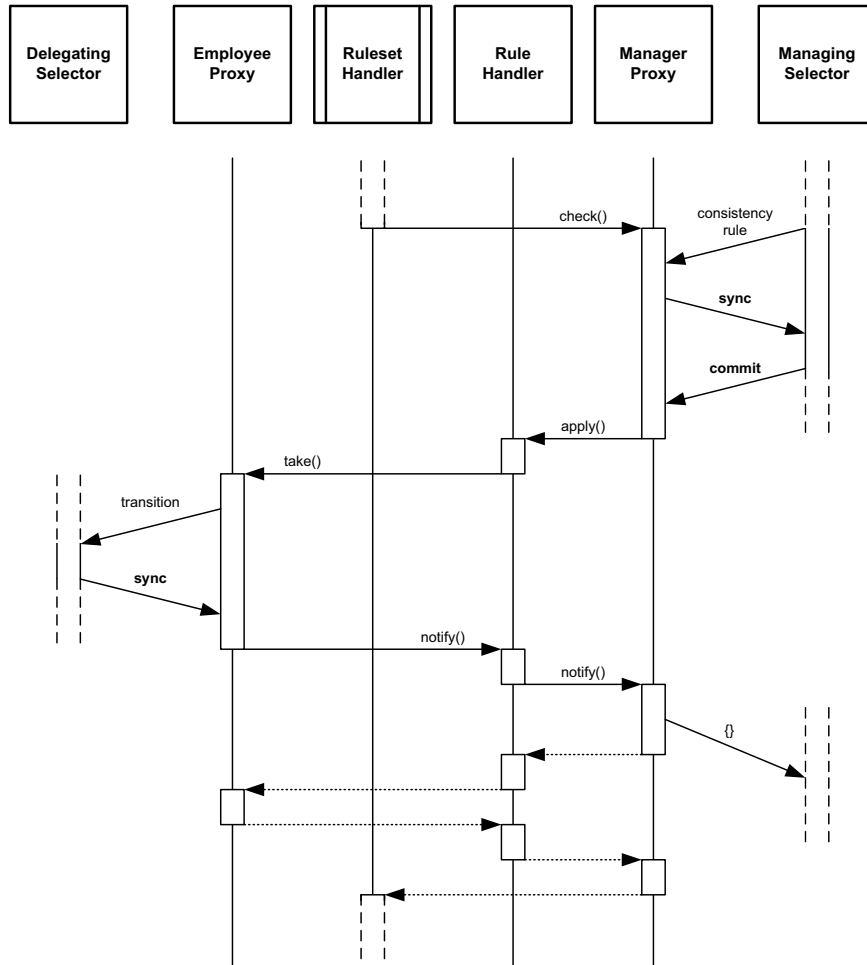 Delegating
Selector
Employee
Proxy
Ruleset
Handler
Rule
Handler
Manager
Proxy
Managing
Selector
check()
consistency
rule
sync
commit
apply()
take()
transition
sync
notify()
notify()
{}